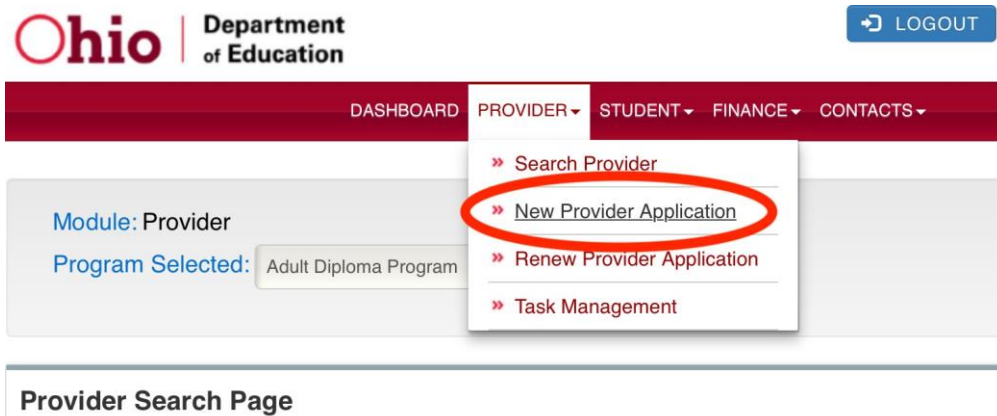 Ohio Department
of Education
LOGOUT
DASHBOARD PROVIDER STUDENT FINANCE CONTACTS
» Search Provider
» New Provider Application
» Renew Provider Application
» Task Management
Module: Provider
Program Selected: Adult Diploma Program
Provider Search Page